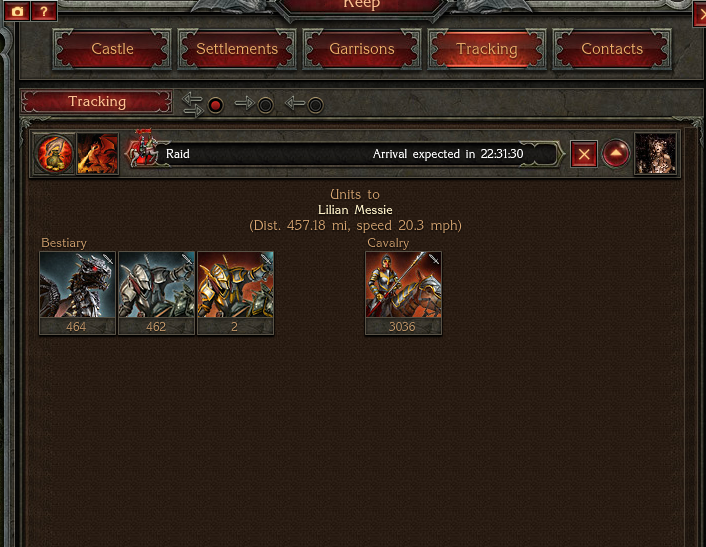 Keep
?
Castle
Settlements
Garrisons
Tracking
Contacts
Tracking
Raid
Arrival expected in 22:31:30
Units to
Lilian Messie
(Dist. 457.18 mi, speed 20.3 mph)
Bestiary
Cavalry
464
462
2
3036